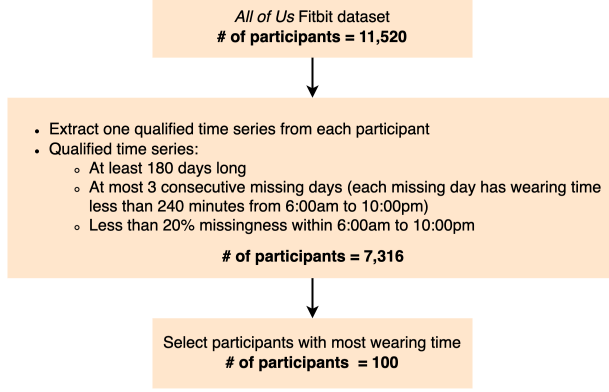 All of Us Fitbit dataset
# of participants = 11,520
• Extract one qualified time series from each participant
• Qualified time series:
∘ At least 180 days long
∘ At most 3 consecutive missing days (each missing day has wearing time
less than 240 minutes from 6:00am to 10:00pm)
∘ Less than 20% missingness within 6:00am to 10:00pm
# of participants = 7,316
Select participants with most wearing time
# of participants = 100